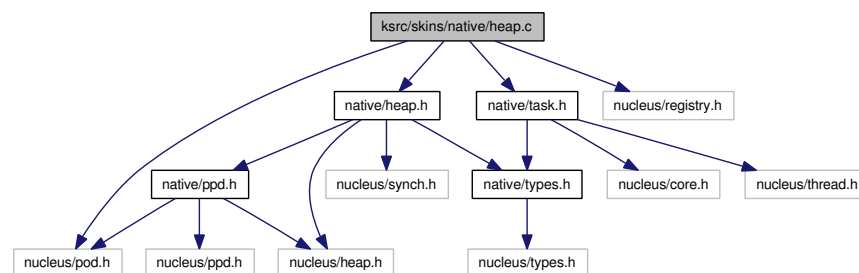 ksrc/skins/native/heap.c
native/heap.h
native/task.h
nucleus/registry.h
native/ppd.h
nucleus/synch.h
native/types.h
nucleus/core.h
nucleus/thread.h
nucleus/pod.h
nucleus/ppd.h
nucleus/heap.h
nucleus/types.h